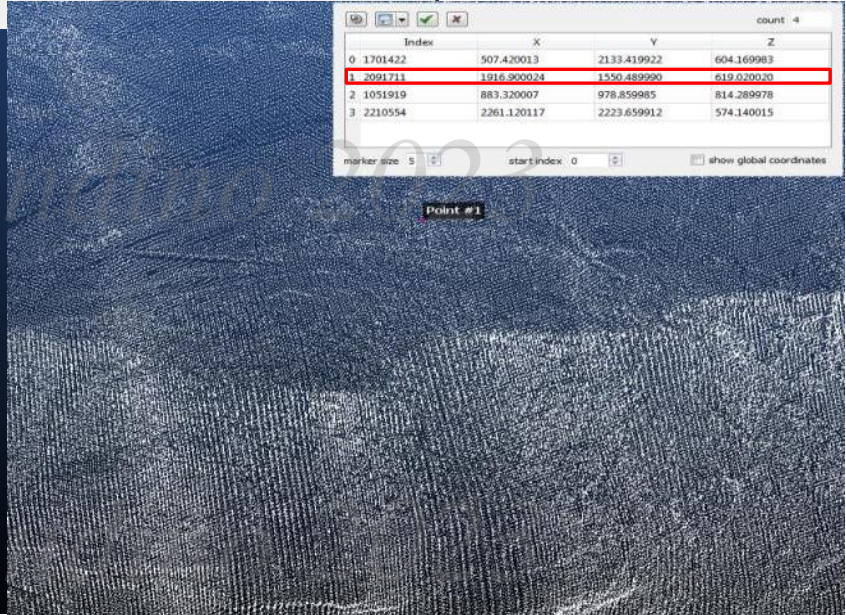 count 4
Index X Y Z
0 1701422 507.420013 2133.419922 604.169983
1 2091711 1916.900024 1550.489990 619.020020
2 1051919 883.320007 978.859985 814.289978
3 2210554 2261.120117 2223.659912 574.140015
marker size 5 start index 0 show global coordinates
2023
Point #1